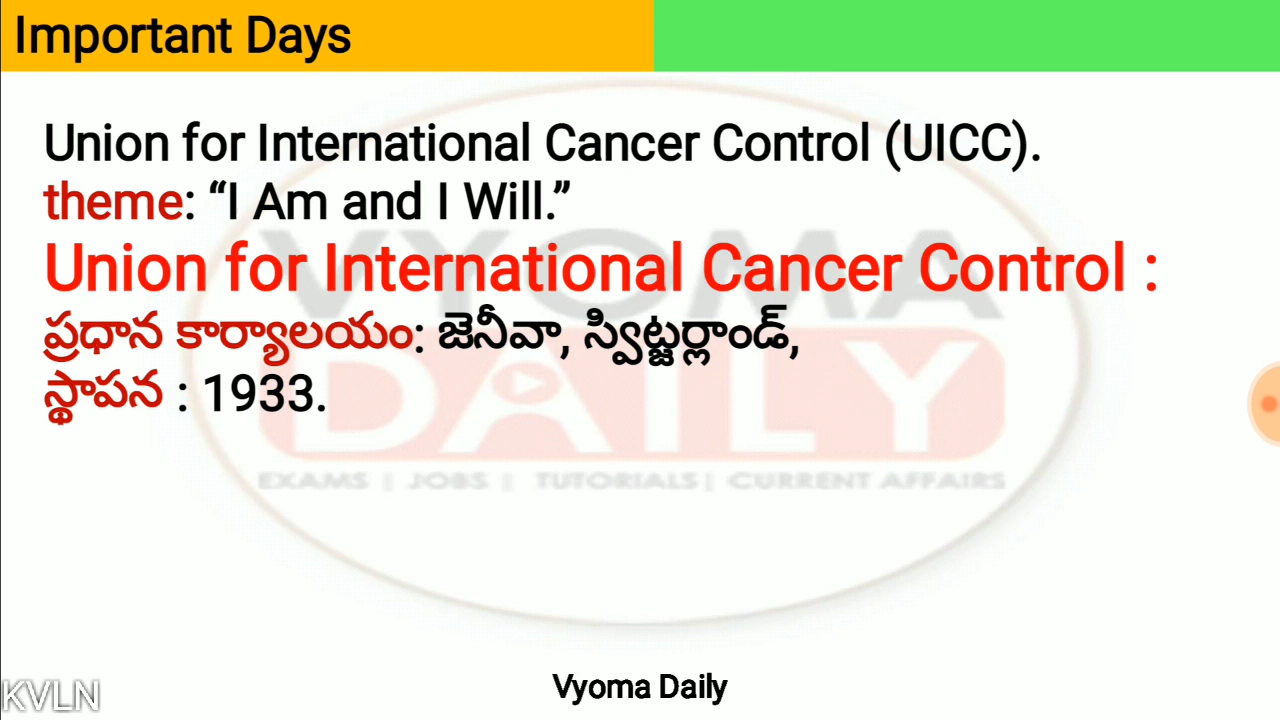 Important Days
Union for International Cancer Control (UICC).
theme: “I Am and I Will.”
Union for International Cancer Control :
ప్రధాన కార్యాలయం: జెనీవా, స్విట్జర్లాండ్,
స్థాపన : 1933.
VYOMA
DAILY
EXAMS | JOBS | TUTORIALS | CURRENT AFFAIRS
Vyoma Daily
KVLN